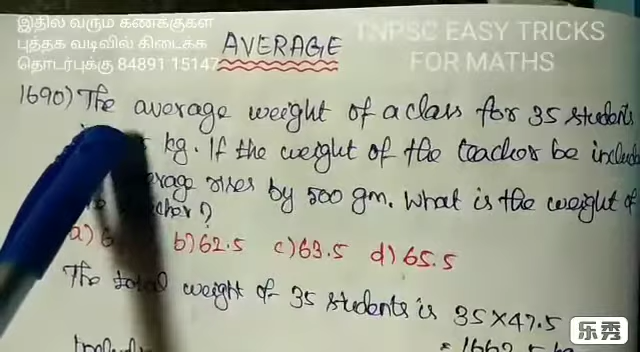 இதில் வரும் கணக்குகள்
புத்தக வடிவில் கிடைக்க
தொடர்புக்கு 84891 15147
TNPSC EASY TRICKS
FOR MATHS
AVERAGE
1690) The average weight of a class for 35 students
kg. If the weight of the teacher be
rises by 500 gm. What is the weight of
?
a) 6 b) 62.5 c) 63.5 d) 65.5
The total weight of 35 students is 35×47.5
乐秀